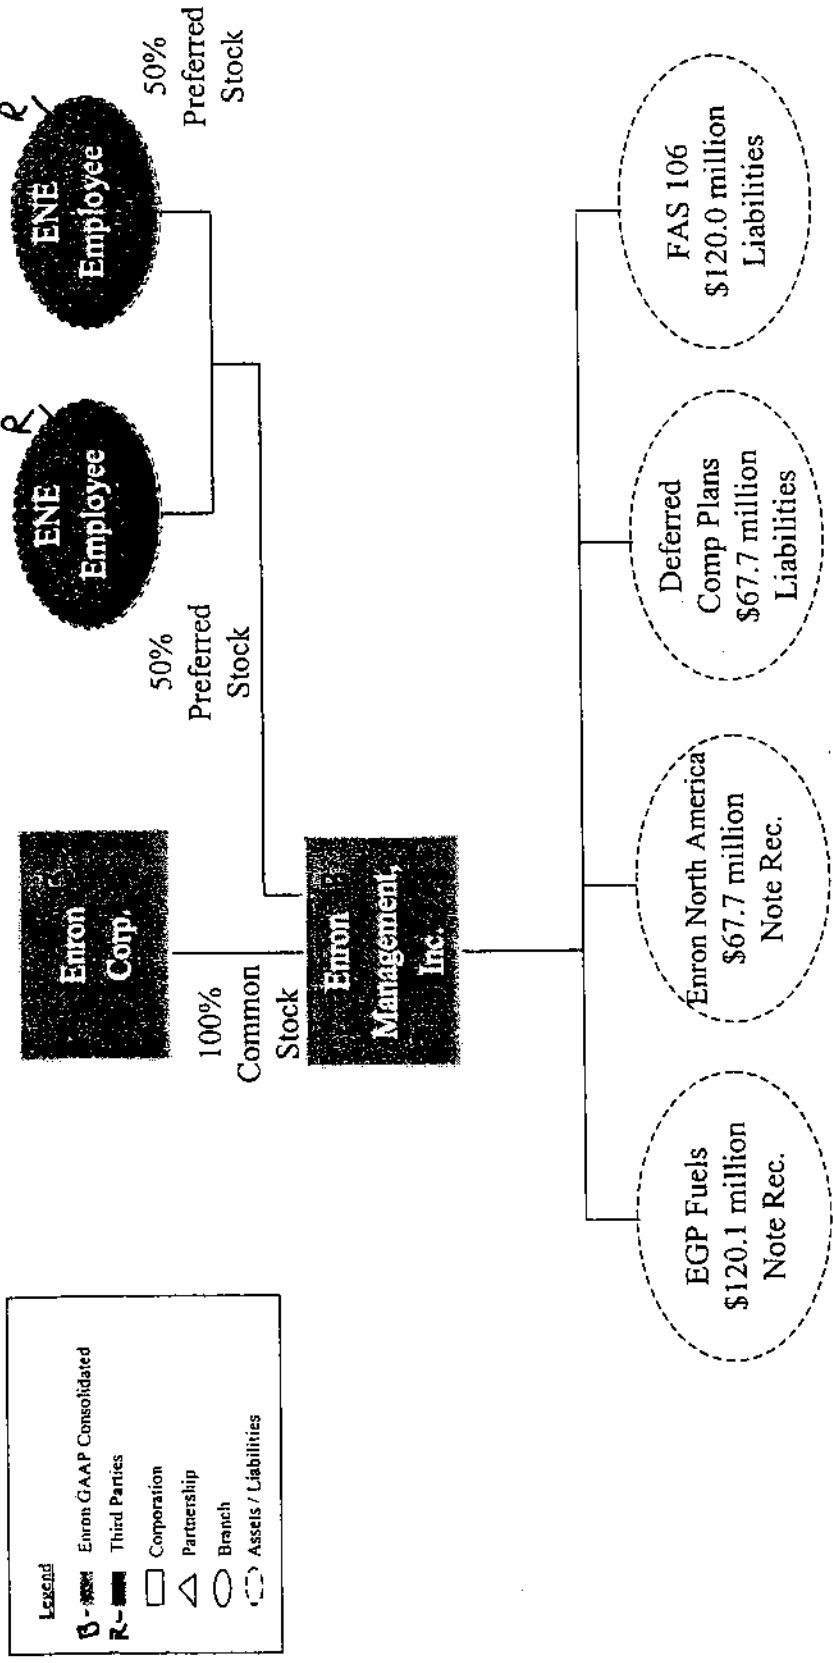 Legend
B - Enron GAAP Consolidated
R - Third Parties
Corporation
Partnership
Branch
Assets / Liabilities
Enron
Corp.
100%
Common
Stock
Enron
Management,
Inc.
R
ENE
Employee
50%
Preferred
Stock
R
ENE
Employee
50%
Preferred
Stock
EGP Fuels
$120.1 million
Note Rec.
Enron North America
$67.7 million
Note Rec.
Deferred
Comp Plans
$67.7 million
Liabilities
FAS 106
$120.0 million
Liabilities